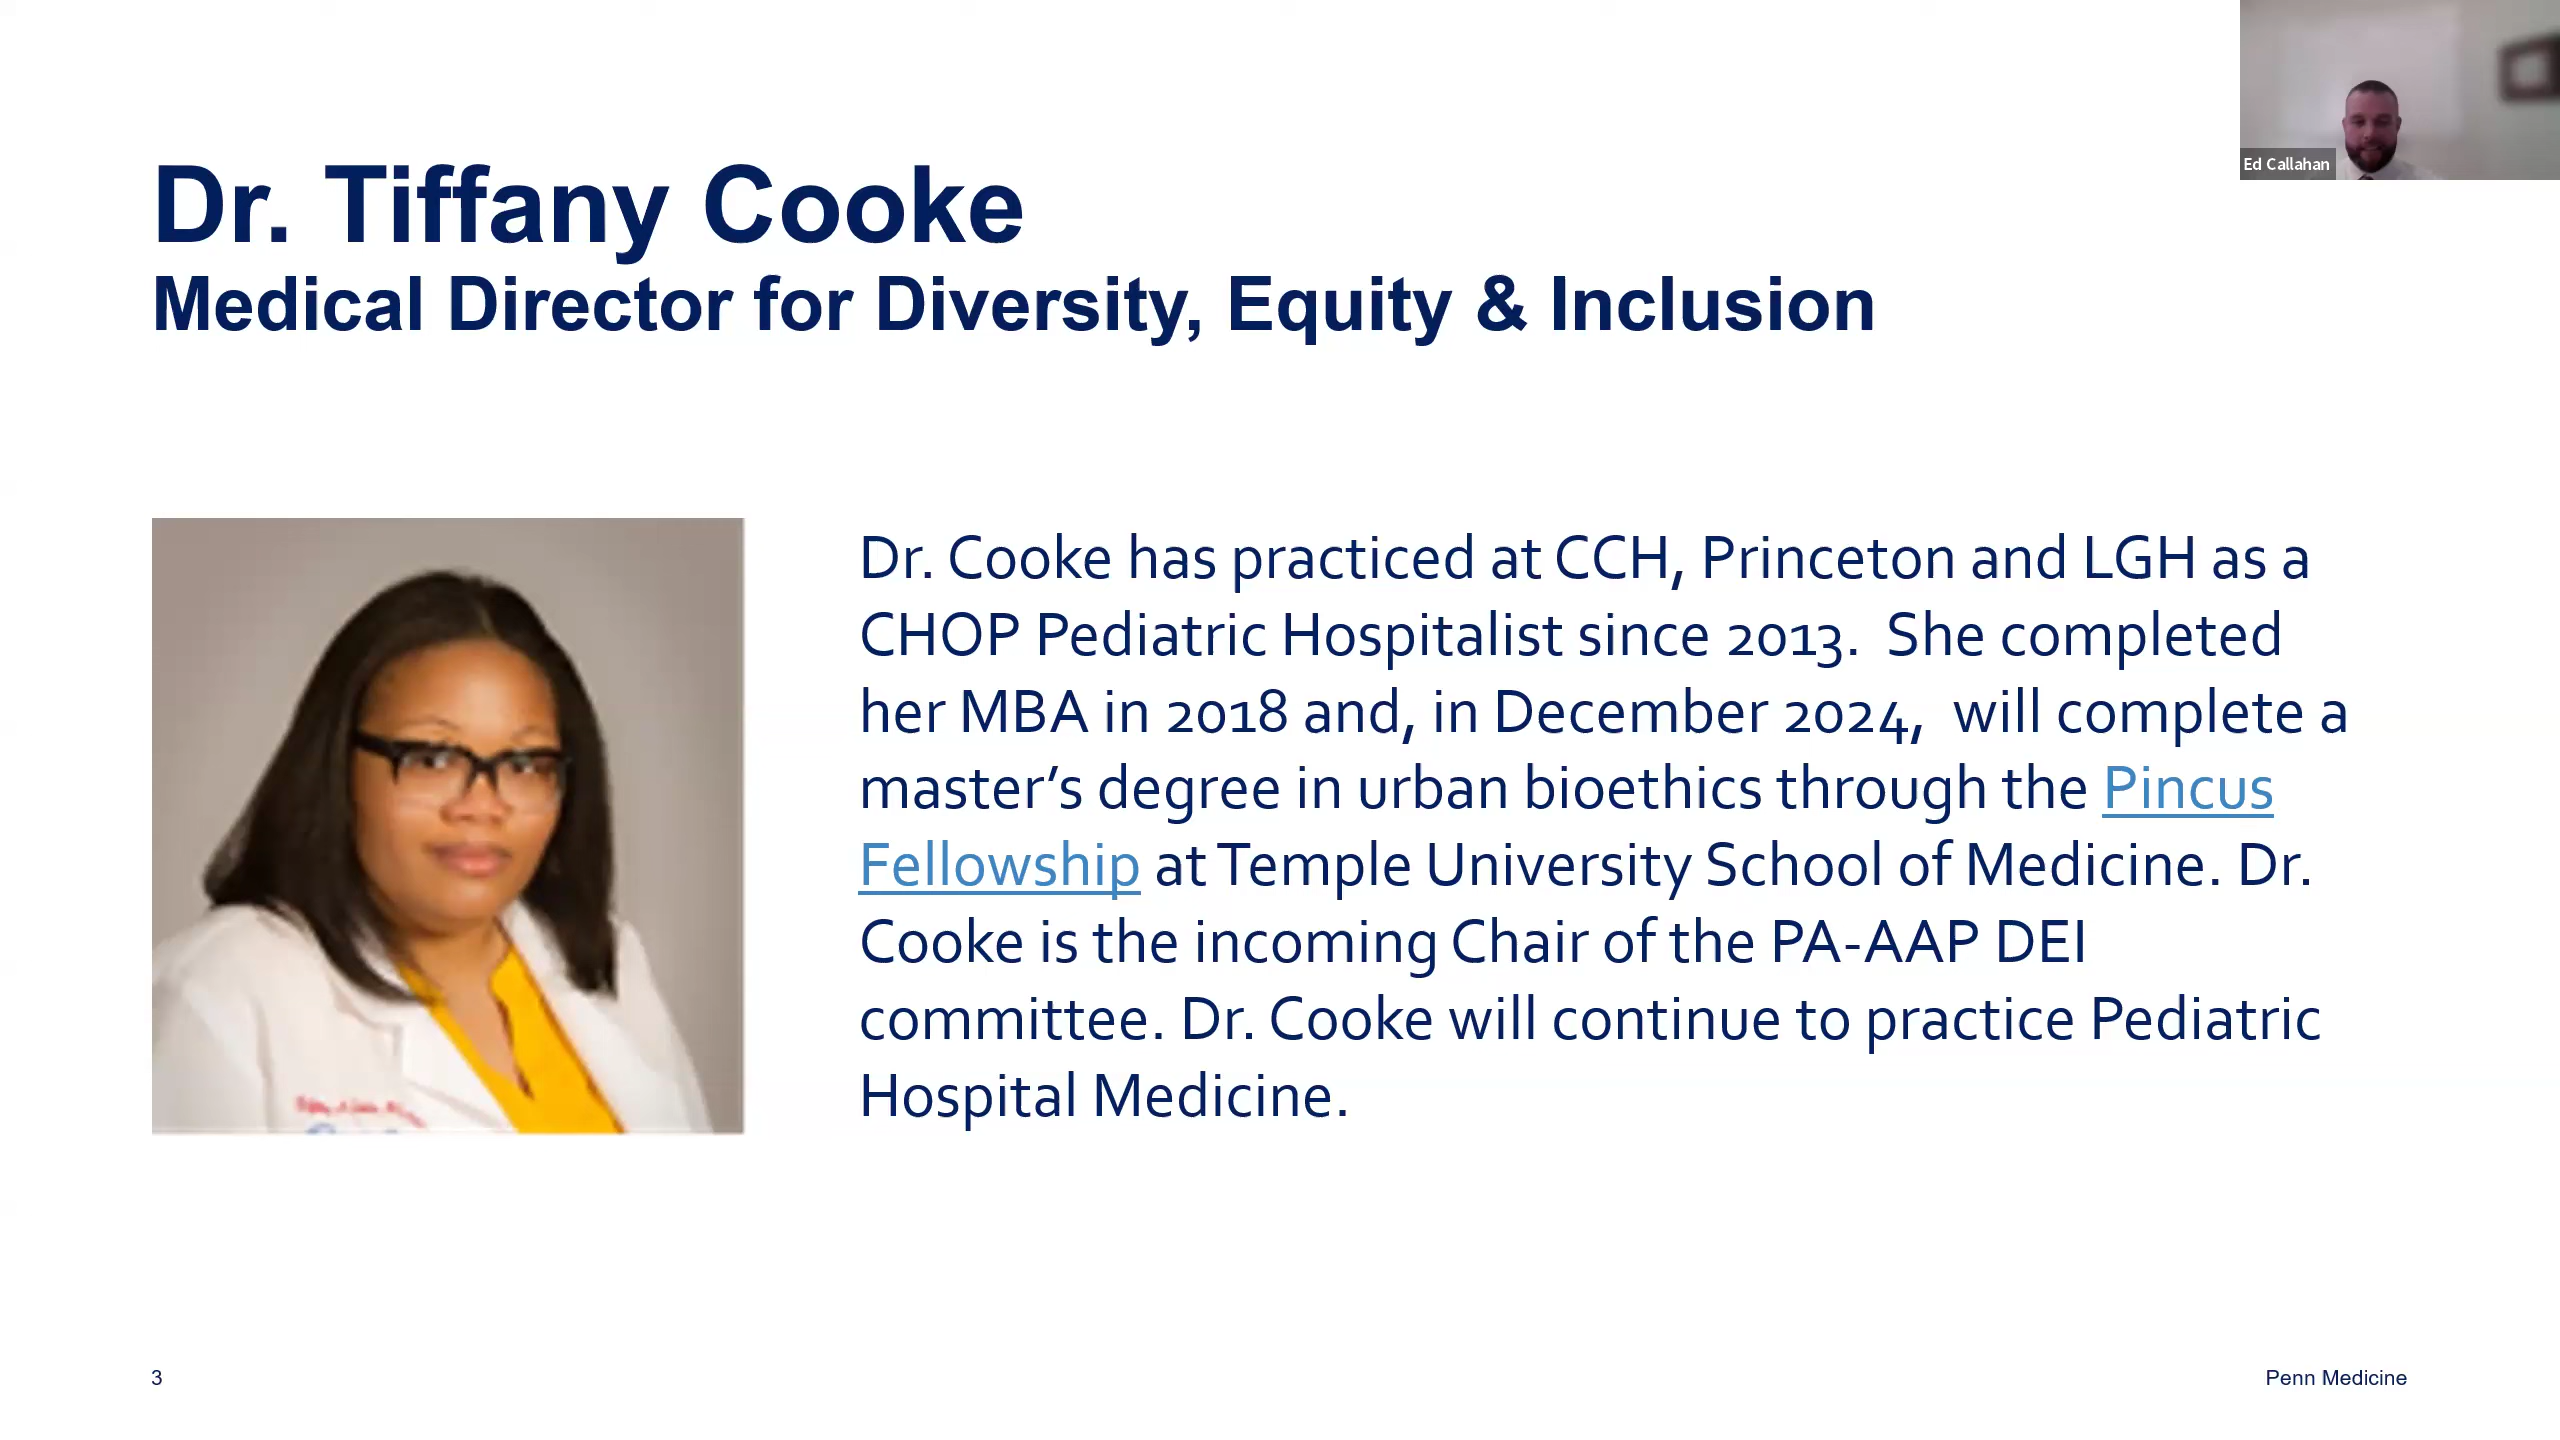 Ed Callahan
Dr. Tiffany Cooke
Medical Director for Diversity, Equity & Inclusion
Dr. Cooke has practiced at CCH, Princeton and LGH as a
CHOP Pediatric Hospitalist since 2013.  She completed
her MBA in 2018 and, in December 2024,  will complete a
master’s degree in urban bioethics through the Pincus
Fellowship at Temple University School of Medicine. Dr.
Cooke is the incoming Chair of the PA-AAP DEI
committee. Dr. Cooke will continue to practice Pediatric
Hospital Medicine.
3
Penn Medicine